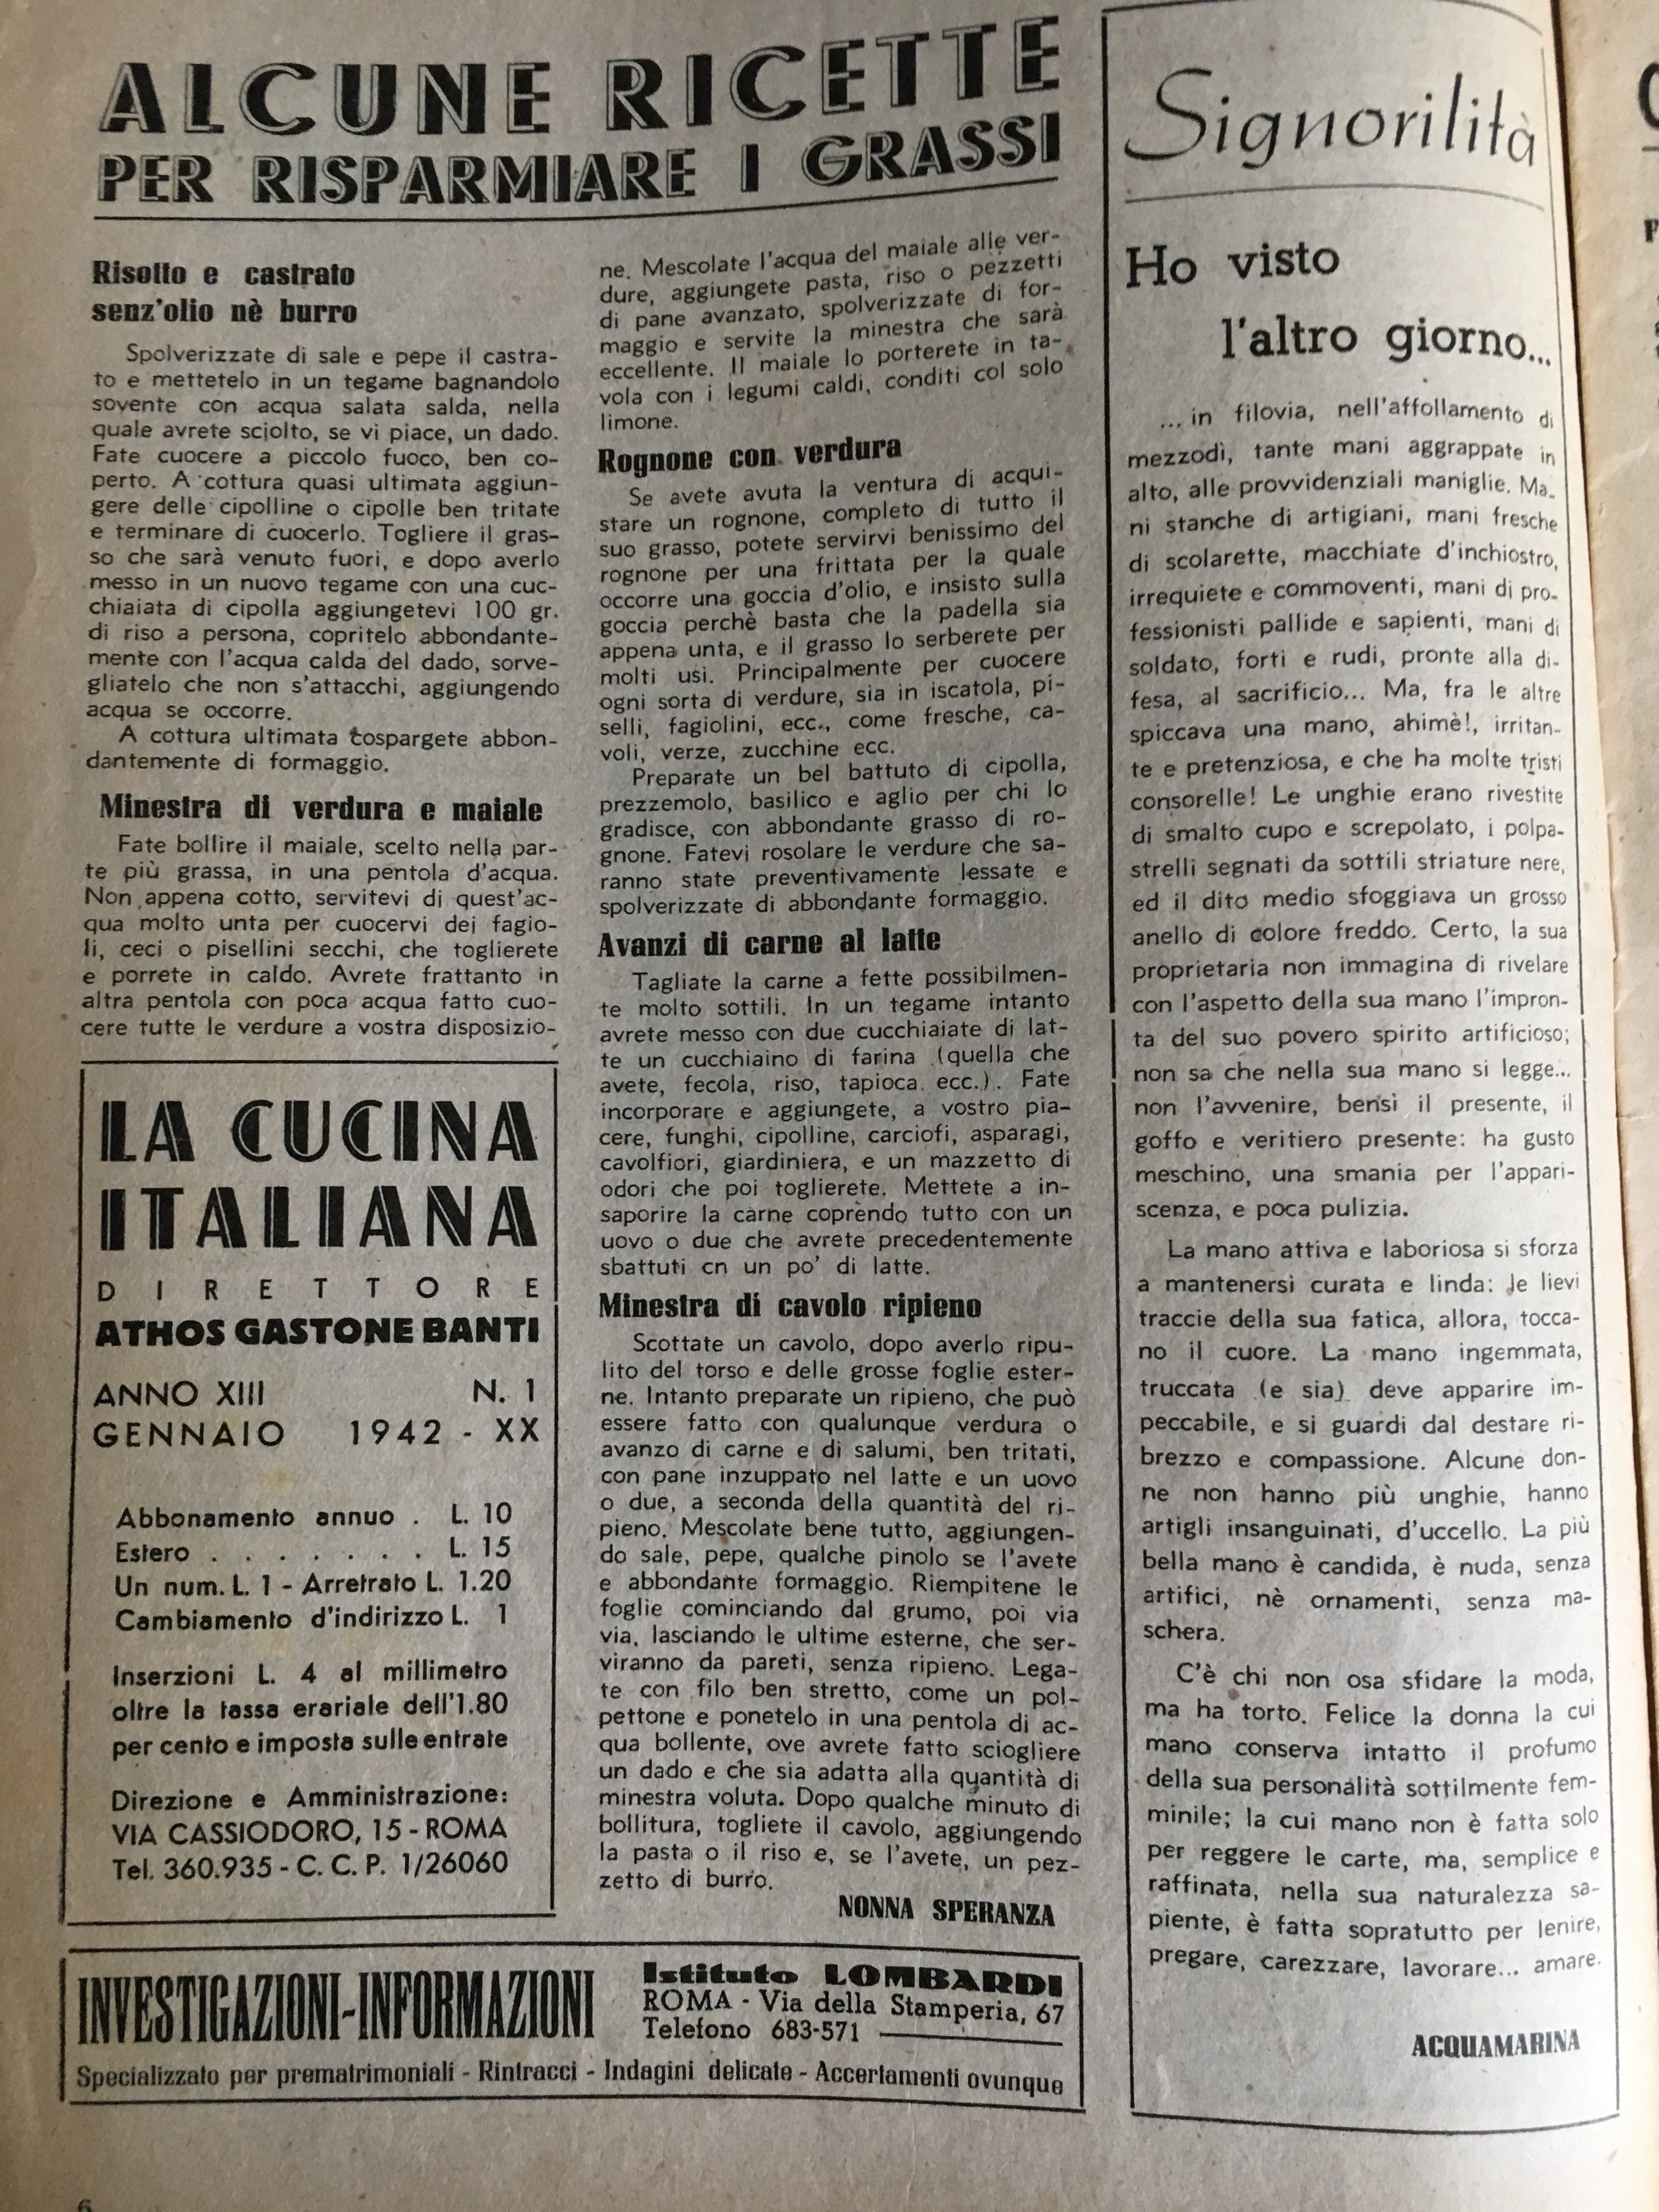 ALCUNE RICETTE
PER RISPARMIARE I GRASSI
Risotto e castrato
senz'olio nè burro
Spolverizzate di sale e pepe il castra-
to e mettetelo in un tegame bagnandolo
sovente con acqua salata salda, nella
quale avrete sciolto, se vi piace, un dado.
Fate cuocere a piccolo fuoco, ben co-
perto. A cottura quasi ultimata aggiun-
gere delle cipolline o cipolle ben tritate
e terminare di cuocerlo. Togliere il gras-
so che sarà venuto fuori, e dopo averlo
messo in un nuovo tegame con una cuc-
chiaiata di cipolla aggiungetevi 100 gr.
di riso a persona, copritelo abbondante-
mente con l'acqua calda del dado, sorve-
gliatelo che non s'attacchi, aggiungendo
acqua se occorre.
A cottura ultimata cospargete abbon-
dantemente di formaggio.
Minestra di verdura e maiale
Fate bollire il maiale, scelto nella par-
te più grassa, in una pentola d'acqua.
Non appena cotto, servitevi di quest'ac-
qua molto unta per cuocervi dei fagio-
li, ceci o pisellini secchi, che toglierete
e porrete in caldo. Avrete frattanto in
altra pentola con poca acqua fatto cuo-
cere tutte le verdure a vostra disposizio-
ne. Mescolate l'acqua del maiale alle ver-
dure, aggiungete pasta, riso o pezzetti
di pane avanzato, spolverizzate di for-
maggio e servite la minestra che sarà
eccellente. Il maiale lo porterete in ta-
vola con i legumi caldi, conditi col solo
limone.
Rognone con verdura
Se avete avuta la ventura di acqui-
stare un rognone, completo di tutto il
suo grasso, potete servirvi benissimo del
rognone per una frittata per la quale
occorre una goccia d'olio, e insisto sulla
goccia perchè basta che la padella sia
appena unta, e il grasso lo serberete per
molti usi. Principalmente per cuocere
ogni sorta di verdure, sia in iscatola, pi-
selli, fagiolini, ecc., come fresche, ca-
voli, verze, zucchine ecc.
Preparate un bel battuto di cipolla,
prezzemolo, basilico e aglio per chi lo
gradisce, con abbondante grasso di ro-
gnone. Fatevi rosolare le verdure che sa-
ranno state preventivamente lessate e
spolverizzate di abbondante formaggio.
Avanzi di carne al latte
Tagliate la carne a fette possibilmen-
te molto sottili. In un tegame intanto
avrete messo con due cucchiaiate di lat-
te un cucchiaino di farina (quella che
avete, fecola, riso, tapioca ecc.). Fate
incorporare e aggiungete, a vostro pia-
cere, funghi, cipolline, carciofi, asparagi,
cavolfiori, giardiniera, e un mazzetto di
odori che poi toglierete. Mettete a in-
saporire la carne coprendo tutto con un
uovo o due che avrete precedentemente
sbattuti cn un po' di latte.
Minestra di cavolo ripieno
Scottate un cavolo, dopo averlo ripu-
lito del torso e delle grosse foglie ester-
ne. Intanto preparate un ripieno, che può
essere fatto con qualunque verdura o
avanzo di carne e di salumi, ben tritati,
con pane inzuppato nel latte e un uovo
o due, a seconda della quantità del ri-
pieno. Mescolate bene tutto, aggiungen-
do sale, pepe, qualche pinolo se l'avete
e abbondante formaggio. Riempitene le
foglie cominciando dal grumo, poi via
via, lasciando le ultime esterne, che ser-
viranno da pareti, senza ripieno. Lega-
te con filo ben stretto, come un pol-
pettone e ponetelo in una pentola di ac-
qua bollente, ove avrete fatto sciogliere
un dado e che sia adatta alla quantità di
minestra voluta. Dopo qualche minuto di
bollitura, togliete il cavolo, aggiungendo
la pasta o il riso e, se l'avete, un pez-
zetto di burro.
NONNA SPERANZA
LA CUCINA
ITALIANA
DIRETTORE
ATHOS GASTONE BANTI
ANNO XIII N. 1
GENNAIO 1942 - XX
Abbonamento annuo . L. 10
Estero . . . . . . . L. 15
Un num. L. 1 - Arretrato L. 1.20
Cambiamento d'indirizzo L. 1
Inserzioni L. 4 al millimetro
oltre la tassa erariale dell'1.80
per cento e imposta sulle entrate
Direzione e Amministrazione:
VIA CASSIODORO, 15 - ROMA
Tel. 360.935 - C. C. P. 1/26060
INVESTIGAZIONI-INFORMAZIONI
Istituto LOMBARDI
ROMA - Via della Stamperia, 67
Telefono 683-571
Specializzato per prematrimoniali - Rintracci - Indagini delicate - Accertamenti ovunque
Signorilità
Ho visto
l'altro giorno...
...in filovia, nell'affollamento di
mezzodì, tante mani aggrappate in
alto, alle provvidenziali maniglie. Ma-
ni stanche di artigiani, mani fresche
di scolarette, macchiate d'inchiostro,
irrequiete e commoventi, mani di pro-
fessionisti pallide e sapienti, mani di
soldato, forti e rudi, pronte alla di-
fesa, al sacrificio... Ma, fra le altre
spiccava una mano, ahimè!, irritan-
te e pretenziosa, e che ha molte tristi
consorelle! Le unghie erano rivestite
di smalto cupo e screpolato, i polpa-
strelli segnati da sottili striature nere,
ed il dito medio sfoggiava un grosso
anello di colore freddo. Certo, la sua
proprietaria non immagina di rivelare
con l'aspetto della sua mano l'impron-
ta del suo povero spirito artificioso;
non sa che nella sua mano si legge...
non l'avvenire, bensì il presente, il
goffo e veritiero presente: ha gusto
meschino, una smania per l'appari-
scenza, e poca pulizia.
La mano attiva e laboriosa si sforza
a mantenersi curata e linda: le lievi
traccie della sua fatica, allora, tocca-
no il cuore. La mano ingemmata,
truccata (e sia) deve apparire im-
peccabile, e si guardi dal destare ri-
brezzo e compassione. Alcune don-
ne non hanno più unghie, hanno
artigli insanguinati, d'uccello. La più
bella mano è candida, è nuda, senza
artifici, nè ornamenti, senza ma-
schera.
C'è chi non osa sfidare la moda,
ma ha torto. Felice la donna la cui
mano conserva intatto il profumo
della sua personalità sottilmente fem-
minile; la cui mano non è fatta solo
per reggere le carte, ma, semplice e
raffinata, nella sua naturalezza sa-
piente, è fatta sopratutto per lenire,
pregare, carezzare, lavorare... amare.
ACQUAMARINA
6